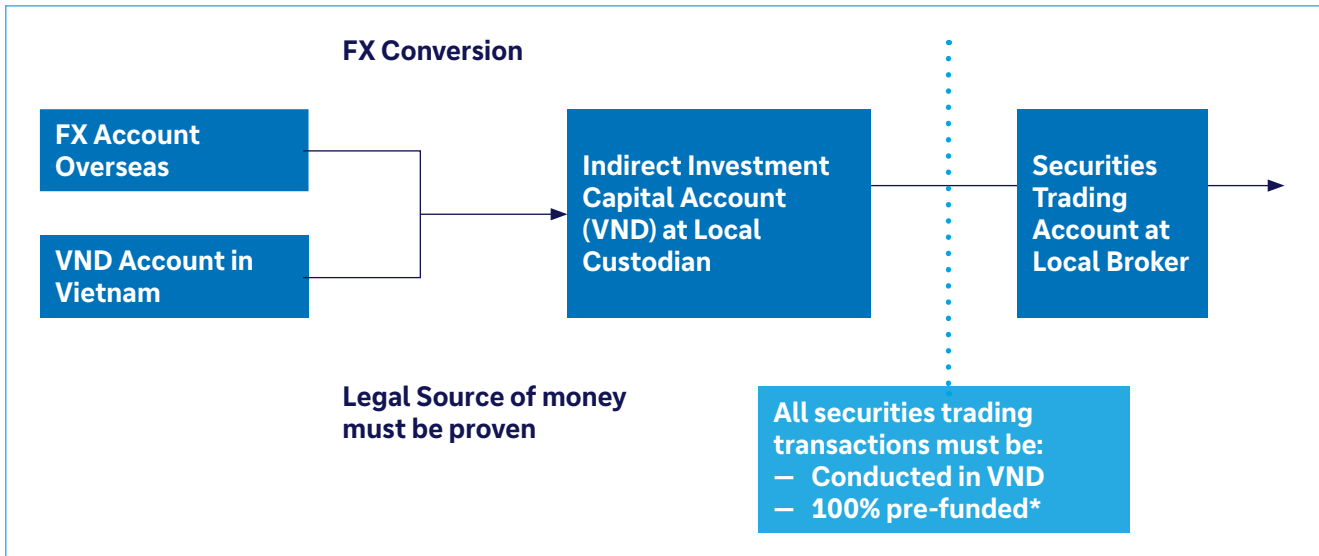 FX Conversion
FX Account
Overseas
VND Account in
Vietnam
Indirect Investment
Capital Account
(VND) at Local
Custodian
Securities
Trading
Account at
Local Broker
Legal Source of money
must be proven
All securities trading
transactions must be:
— Conducted in VND
— 100% pre-funded*